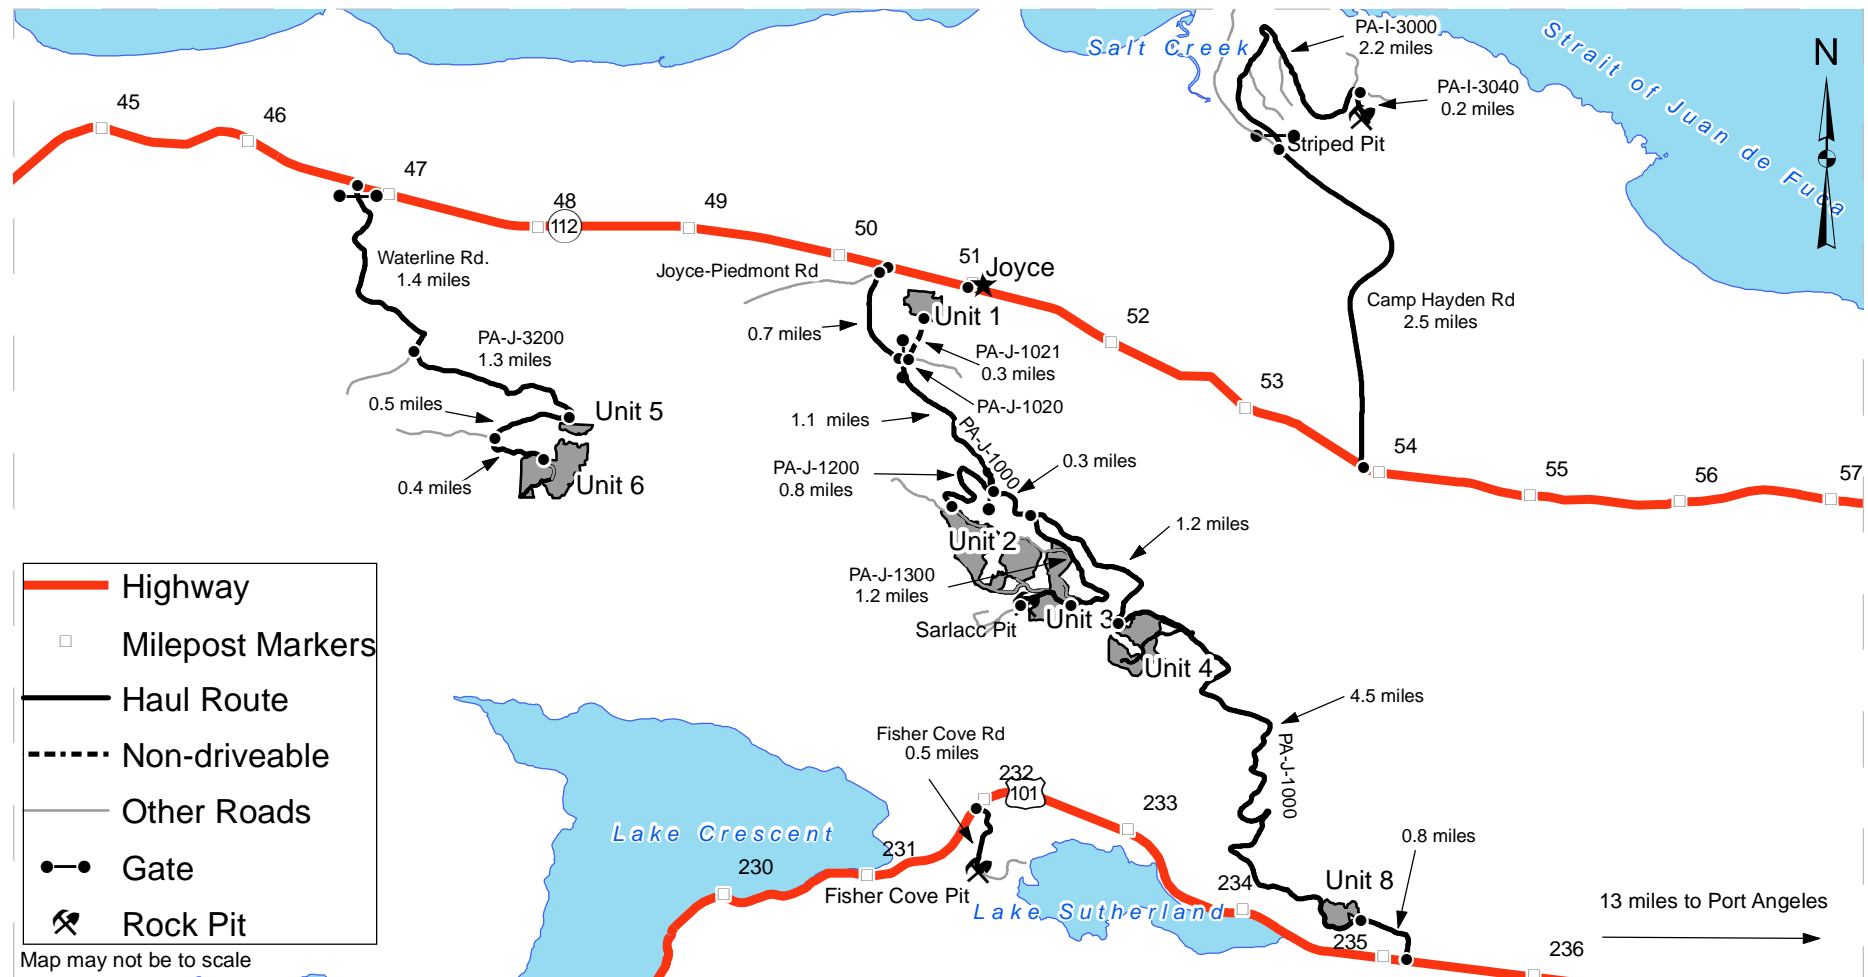 PA-I-3000
2.2 miles
Salt Creek
Strait of Juan de Fuca
N
PA-I-3040
0.2 miles
Striped Pit
45
46
47
48
112
49
50
51
Joyce
52
53
54
55
56
57
Waterline Rd.
1.4 miles
Joyce-Piedmont Rd
Camp Hayden Rd
2.5 miles
Unit 1
0.7 miles
PA-J-3200
1.3 miles
PA-J-1021
0.3 miles
PA-J-1020
0.5 miles
Unit 5
1.1 miles
PA-J-1000
0.3 miles
PA-J-1200
0.8 miles
0.4 miles
Unit 6
1.2 miles
Unit 2
PA-J-1300
1.2 miles
Sarlacc Pit
Unit 3
Unit 4
4.5 miles
PA-J-1000
Highway
Milepost Markers
Haul Route
Non-driveable
Other Roads
Gate
Rock Pit
Map may not be to scale
Fisher Cove Rd
0.5 miles
232
101
233
Lake Crescent
231
230
Fisher Cove Pit
Lake Sutherland
234
Unit 8
0.8 miles
235
236
13 miles to Port Angeles